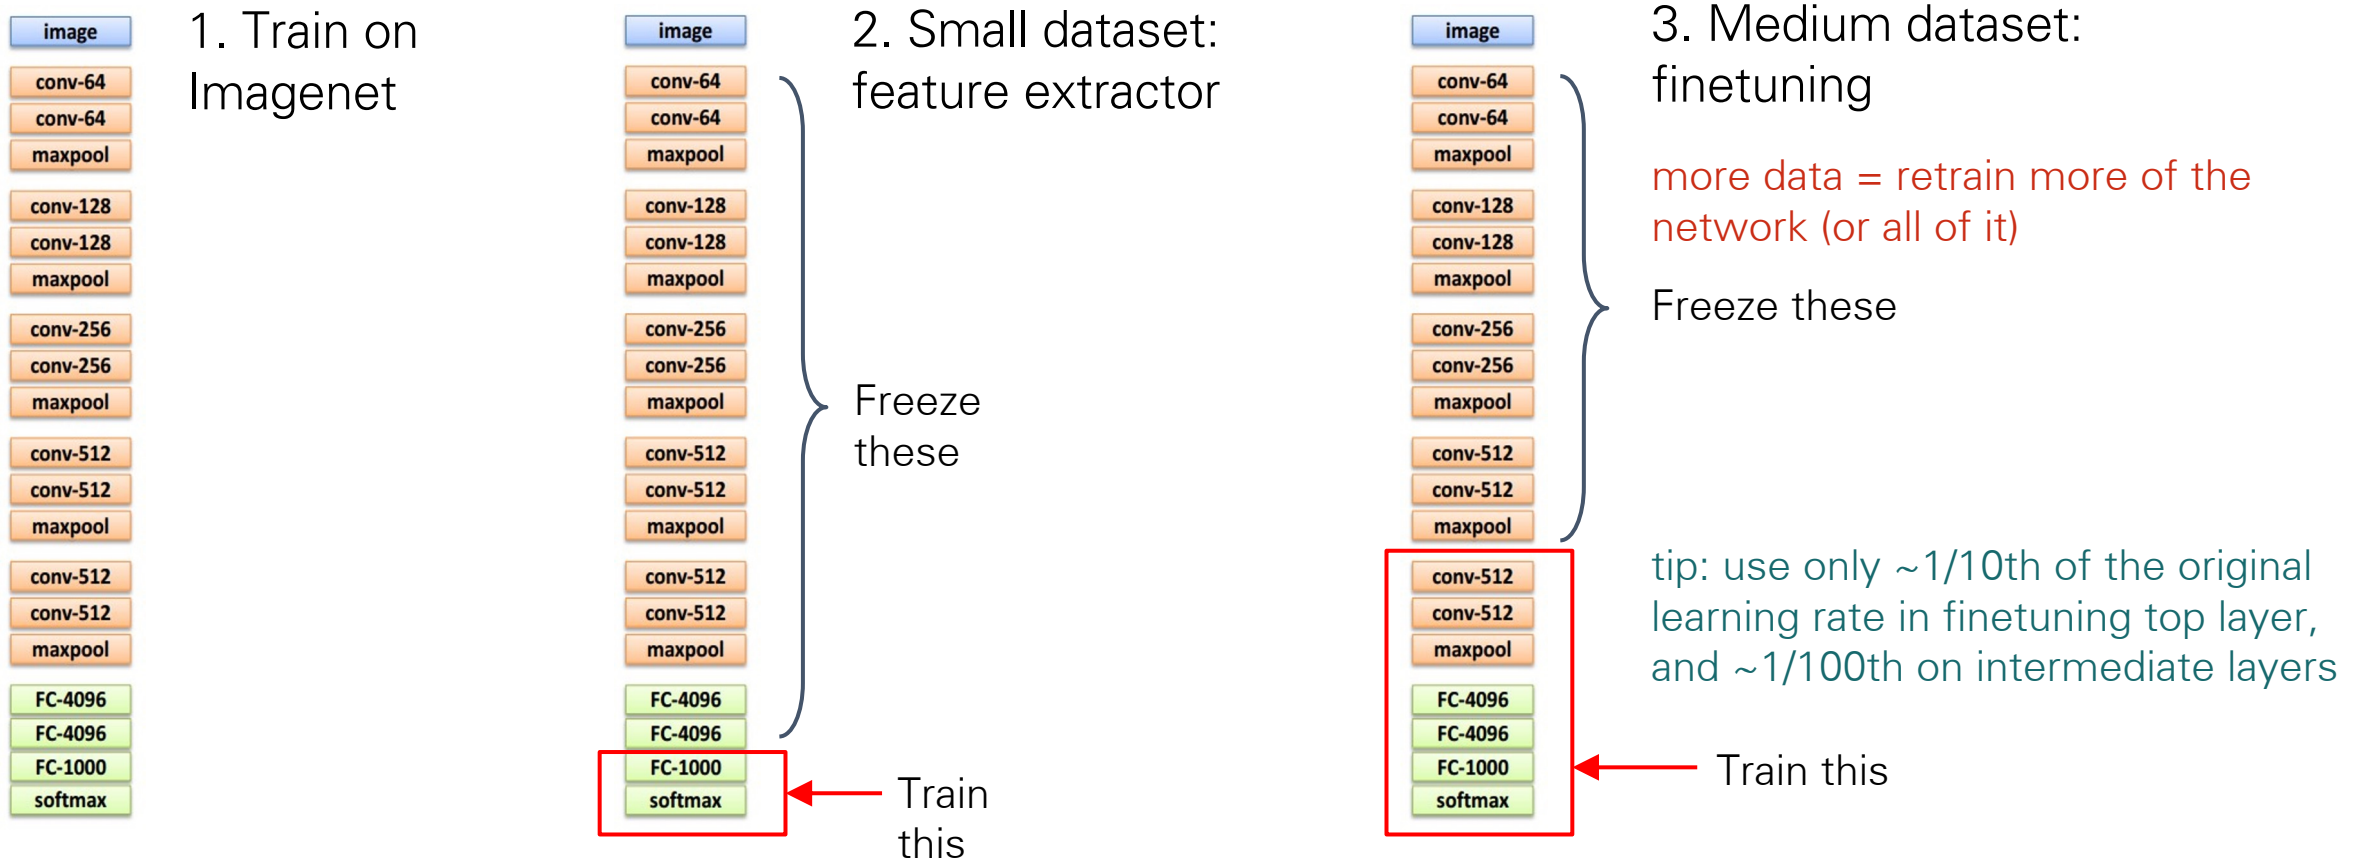 image
conv-64
conv-64
maxpool
conv-128
conv-128
maxpool
conv-256
conv-256
maxpool
conv-512
conv-512
maxpool
conv-512
conv-512
maxpool
FC-4096
FC-4096
FC-1000
softmax
1. Train on
Imagenet
image
conv-64
conv-64
maxpool
conv-128
conv-128
maxpool
conv-256
conv-256
maxpool
conv-512
conv-512
maxpool
conv-512
conv-512
maxpool
FC-4096
FC-4096
FC-1000
softmax
2. Small dataset:
feature extractor
Freeze
these
Train
this
image
conv-64
conv-64
maxpool
conv-128
conv-128
maxpool
conv-256
conv-256
maxpool
conv-512
conv-512
maxpool
conv-512
conv-512
maxpool
FC-4096
FC-4096
FC-1000
softmax
3. Medium dataset:
finetuning
more data = retrain more of the
network (or all of it)
Freeze these
tip: use only ~1/10th of the original
learning rate in finetuning top layer,
and ~1/100th on intermediate layers
Train this